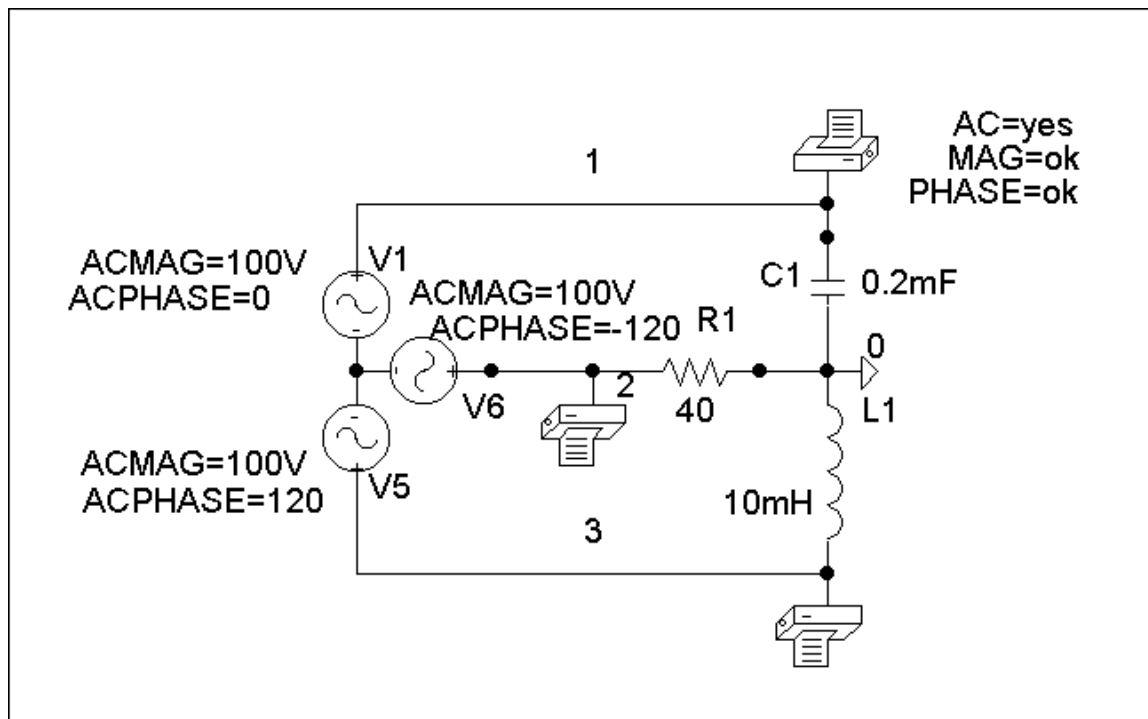 AC=yes
MAG=ok
PHASE=ok
1
ACMAG=100V
ACPHASE=0
V1
ACMAG=100V
ACPHASE=-120
R1
C1
0.2mF
0
2
V6
40
L1
ACMAG=100V
ACPHASE=120
V5
10mH
3